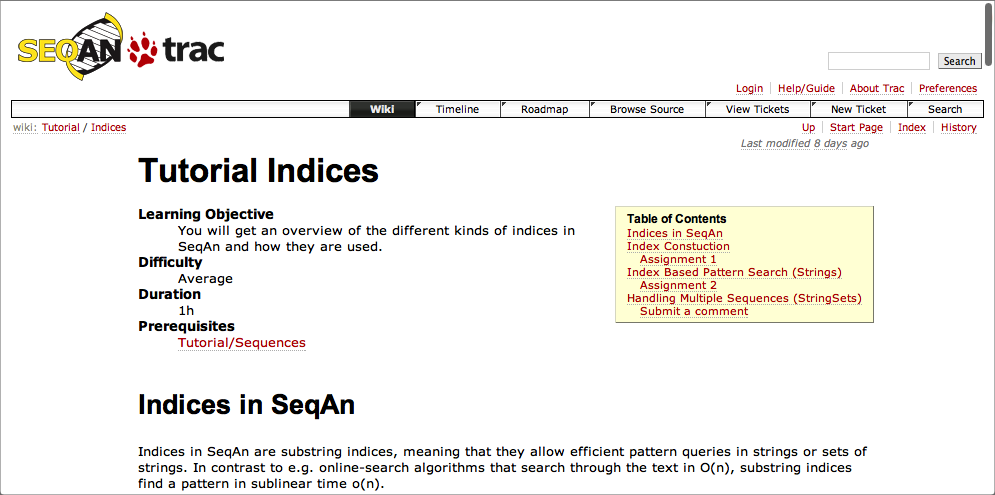 SEQAN trac
Search
Login Help/Guide About Trac Preferences
Wiki Timeline Roadmap Browse Source View Tickets New Ticket Search
wiki: Tutorial / Indices Up Start Page Index History
Last modified 8 days ago
Tutorial Indices
Learning Objective
You will get an overview of the different kinds of indices in
SeqAn and how they are used.
Difficulty
Average
Duration
1h
Prerequisites
Tutorial/Sequences
Table of Contents
Indices in SeqAn
Index Constuction
Assignment 1
Index Based Pattern Search (Strings)
Assignment 2
Handling Multiple Sequences (StringSets)
Submit a comment
Indices in SeqAn
Indices in SeqAn are substring indices, meaning that they allow efficient pattern queries in strings or sets of
strings. In contrast to e.g. online-search algorithms that search through the text in O(n), substring indices
find a pattern in sublinear time o(n).